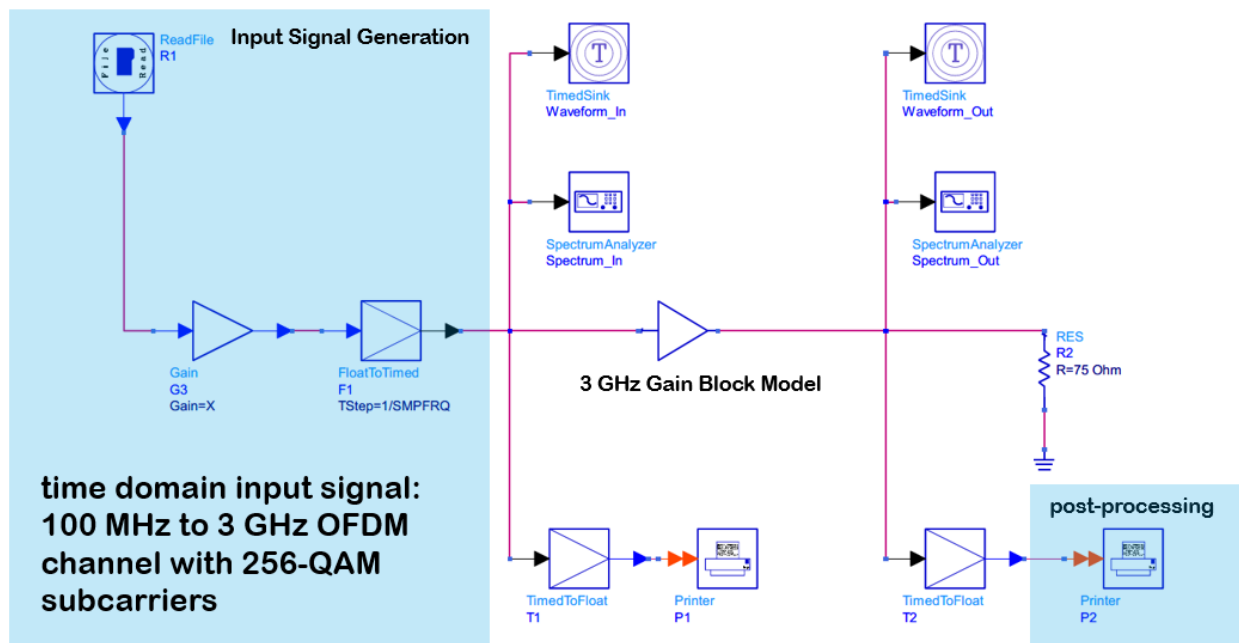 Input Signal Generation
File
Read
ReadFile
R1
Gain
G3
Gain=X
FloatToTimed
F1
TStep=1/SMPFRQ
time domain input signal:
100 MHz to 3 GHz OFDM
channel with 256-QAM
subcarriers
T
TimedSink
Waveform_In
SpectrumAnalyzer
Spectrum_In
3 GHz Gain Block Model
TimedToFloat
T1
Printer
P1
T
TimedSink
Waveform_Out
SpectrumAnalyzer
Spectrum_Out
RES
R2
R=75 Ohm
TimedToFloat
T2
post-processing
Printer
P2